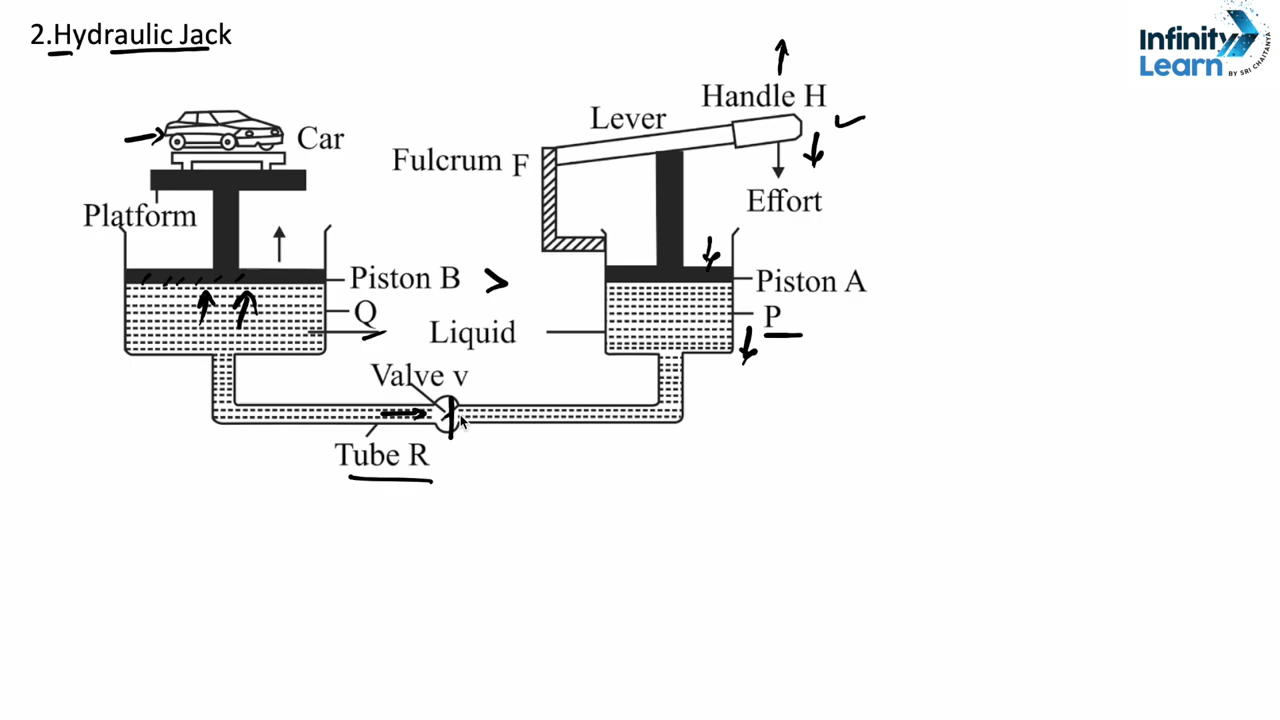 2.Hydraulic Jack
Infinity
Learn
BY SRI CHAITANYA
Handle H
Lever
Car
Fulcrum F
Effort
Platform
Piston B >
Piston A
Q
P
Liquid
Valve v
Tube R